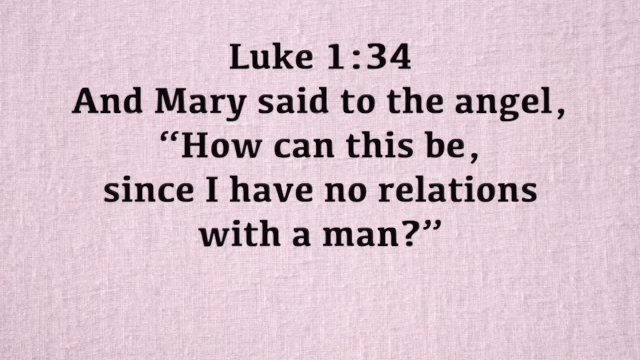 Luke 1:34
And Mary said to the angel,
“How can this be,
since I have no relations
with a man?”